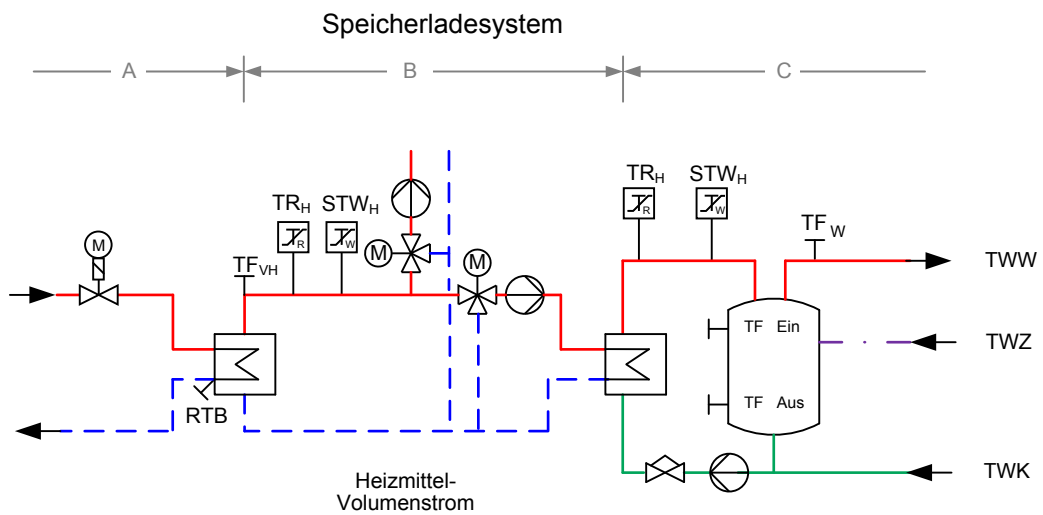 Speicherladesystem
A
B
C
TRH
STWH
TRH
STWH
R
W
R
W
M
M
M
TFVH
TFW
TWW
TF Ein
TWZ
TF Aus
RTB
TWK
Heizmittel-
Volumenstrom